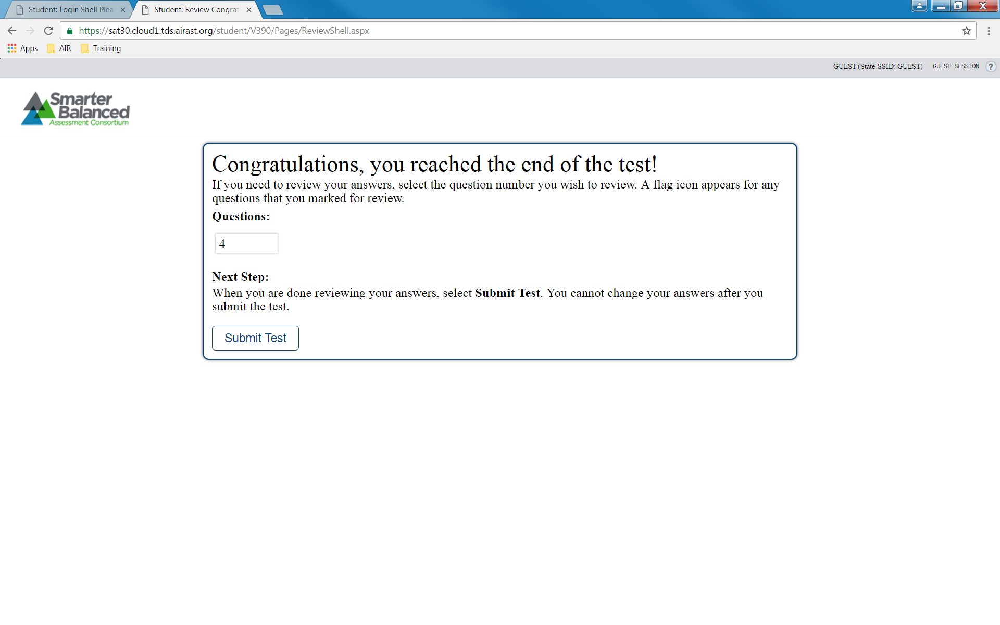 Student: Login Shell Plea
Student: Review Congrat
https://sat30.cloud1.tds.airast.org/student/V390/Pages/ReviewShell.aspx
Apps AIR Training
GUEST (State-SSID: GUEST) GUEST SESSION ?
Smarter
Balanced
Assessment Consortium
Congratulations, you reached the end of the test!
If you need to review your answers, select the question number you wish to review. A flag icon appears for any
questions that you marked for review.
Questions:
4
Next Step:
When you are done reviewing your answers, select Submit Test. You cannot change your answers after you
submit the test.
Submit Test